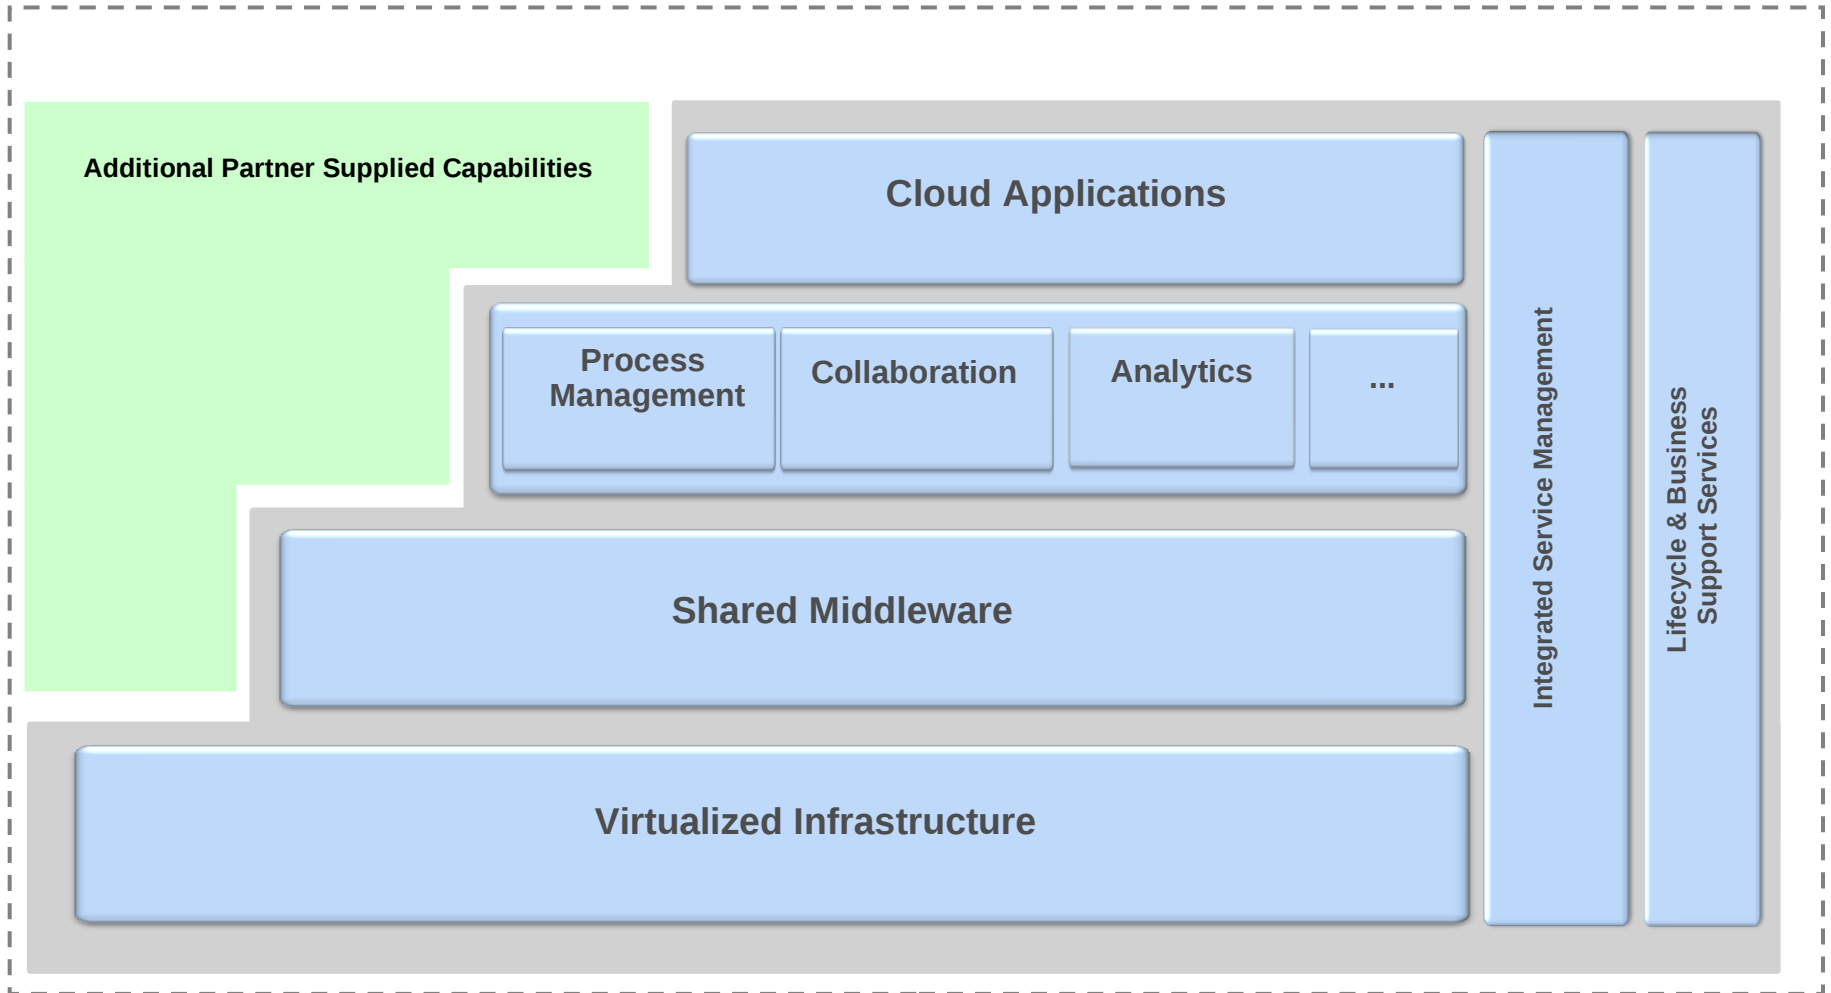 Additional Partner Supplied Capabilities
Cloud Applications
Process
Management
Collaboration
Analytics
...
Shared Middleware
Virtualized Infrastructure
Integrated Service Management
Lifecycle & Business
Support Services